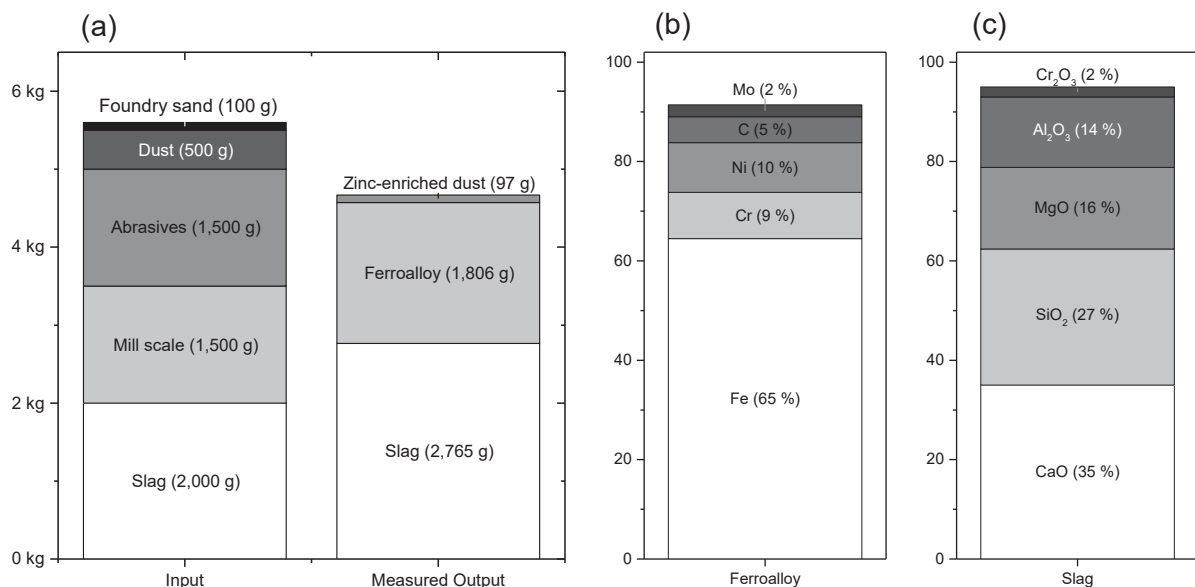 (a)
6 kg
4 kg
2 kg
0 kg
Foundry sand (100 g)
Dust (500 g)
Abrasives (1,500 g)
Mill scale (1,500 g)
Slag (2,000 g)
Input
Zinc-enriched dust (97 g)
Ferroalloy (1,806 g)
Slag (2,765 g)
Measured Output
(b)
100
80
60
40
20
0
Mo (2 %)
C (5 %)
Ni (10 %)
Cr (9 %)
Fe (65 %)
Ferroalloy
(c)
100
80
60
40
20
0
Cr₂O₃ (2 %)
Al₂O₃ (14 %)
MgO (16 %)
SiO₂ (27 %)
CaO (35 %)
Slag